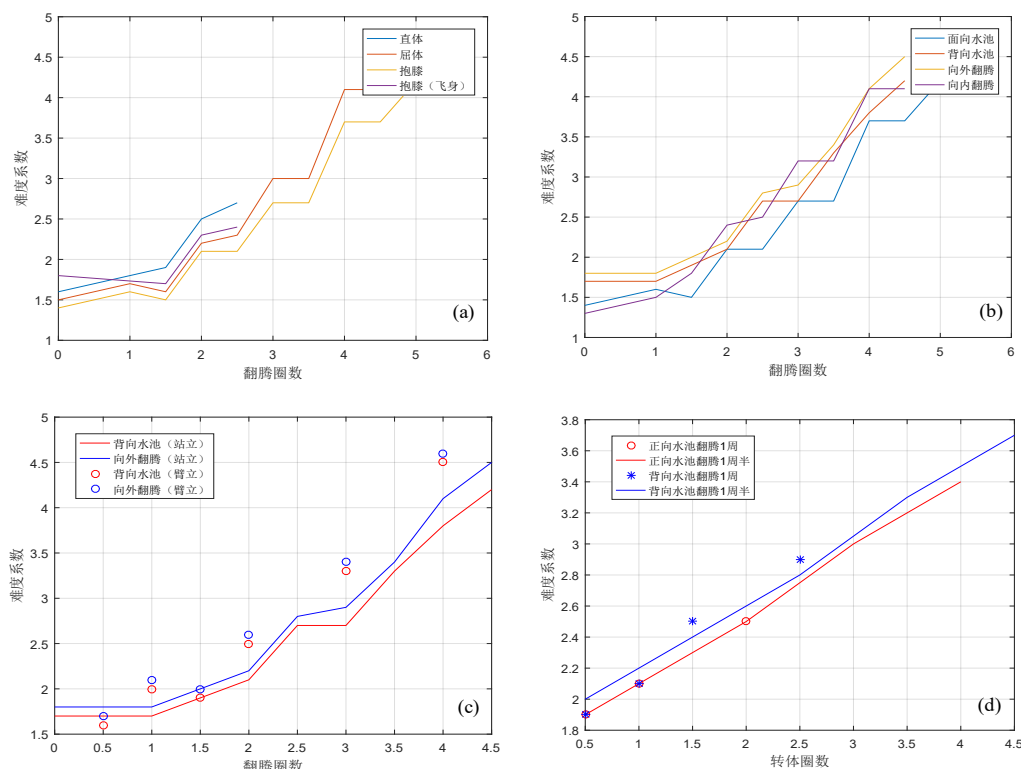 5
4.5
4
3.5
3
2.5
2
1.5
1
0
1
2
3
4
5
6
难度系数
翻腾圈数
直体
屈体
抱膝
抱膝（飞身）
(a)
5
4.5
4
3.5
3
2.5
2
1.5
1
0
1
2
3
4
5
6
难度系数
翻腾圈数
面向水池
背向水池
向外翻腾
向内翻腾
(b)
5
4.5
4
3.5
3
2.5
2
1.5
0
0.5
1
1.5
2
2.5
3
3.5
4
4.5
难度系数
翻腾圈数
背向水池（站立）
向外翻腾（站立）
背向水池（臂立）
向外翻腾（臂立）
(c)
3.8
3.6
3.4
3.2
3
2.8
2.6
2.4
2.2
2
1.8
0.5
1
1.5
2
2.5
3
3.5
4
4.5
难度系数
转体圈数
正向水池翻腾1周
正向水池翻腾1周半
背向水池翻腾1周
背向水池翻腾1周半
(d)